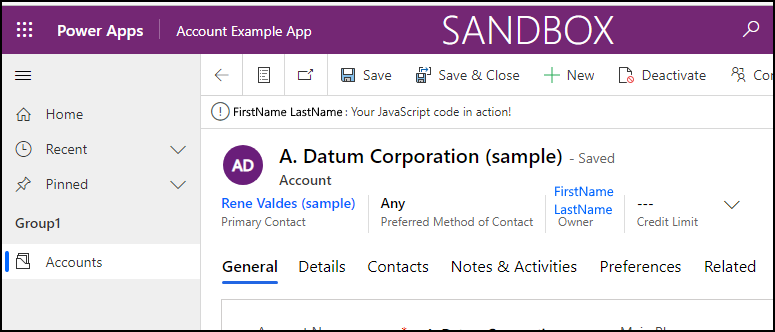 Power Apps
Account Example App
SANDBOX
Save
Save & Close
New
Deactivate
Home
Recent
Pinned
Group1
Accounts
FirstName LastName : Your JavaScript code in action!
AD
A. Datum Corporation (sample)
- Saved
Account
Rene Valdes (sample)
Primary Contact
Any
Preferred Method of Contact
FirstName
LastName
Owner
---
Credit Limit
General
Details
Contacts
Notes & Activities
Preferences
Related